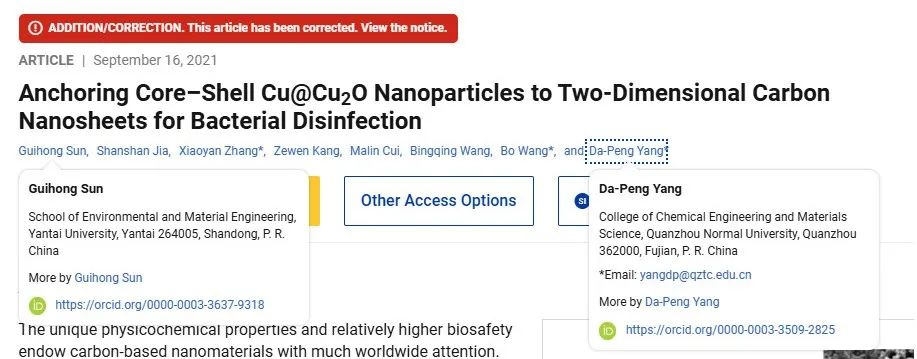 ADDITION/CORRECTION. This article has been corrected. View the notice.
ARTICLE | September 16, 2021
Anchoring Core–Shell Cu@Cu₂O Nanoparticles to Two-Dimensional Carbon
Nanosheets for Bacterial Disinfection
Guihong Sun, Shanshan Jia, Xiaoyan Zhang*, Zewen Kang, Malin Cui, Bingqing Wang, Bo Wang*, and Da-Peng Yang*
Guihong Sun
School of Environmental and Material Engineering,
Yantai University, Yantai 264005, Shandong, P. R.
China
More by Guihong Sun
iD https://orcid.org/0000-0003-3637-9318
Other Access Options
SI
Da-Peng Yang
College of Chemical Engineering and Materials
Science, Quanzhou Normal University, Quanzhou
362000, Fujian, P. R. China
*Email: yangdp@qztc.edu.cn
More by Da-Peng Yang
iD https://orcid.org/0000-0003-3509-2825
The unique physicochemical properties and relatively higher biosafety
endow carbon-based nanomaterials with much worldwide attention.